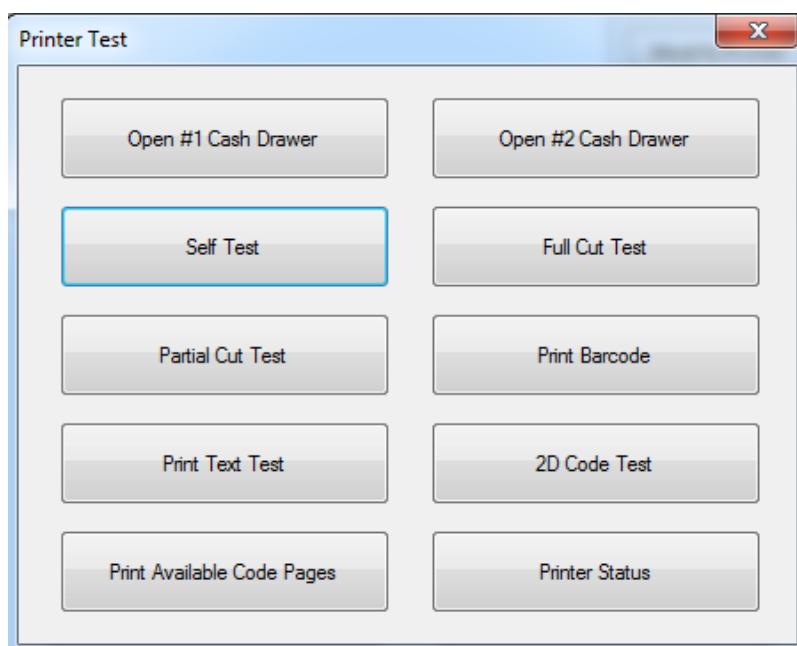 Printer Test
Open #1 Cash Drawer
Open #2 Cash Drawer
Self Test
Full Cut Test
Partial Cut Test
Print Barcode
Print Text Test
2D Code Test
Print Available Code Pages
Printer Status